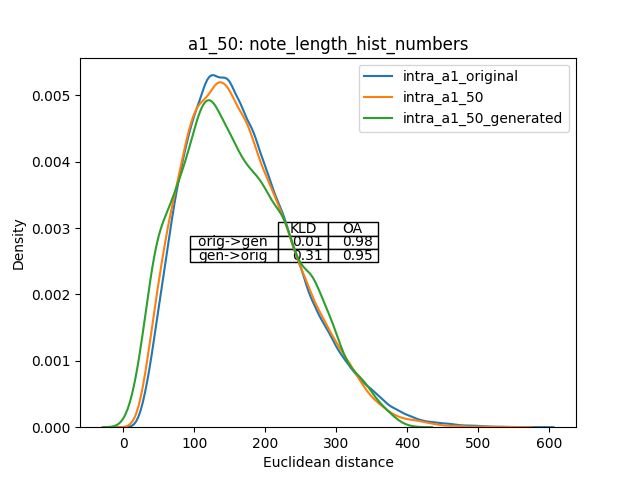 a1_50: note_length_hist_numbers
intra_a1_original
intra_a1_50
intra_a1_50_generated
0.005
0.004
0.003
0.002
0.001
0.000
Density
KLD OA
orig->gen 0.01 0.98
gen->orig 0.31 0.95
0 100 200 300 400 500 600
Euclidean distance